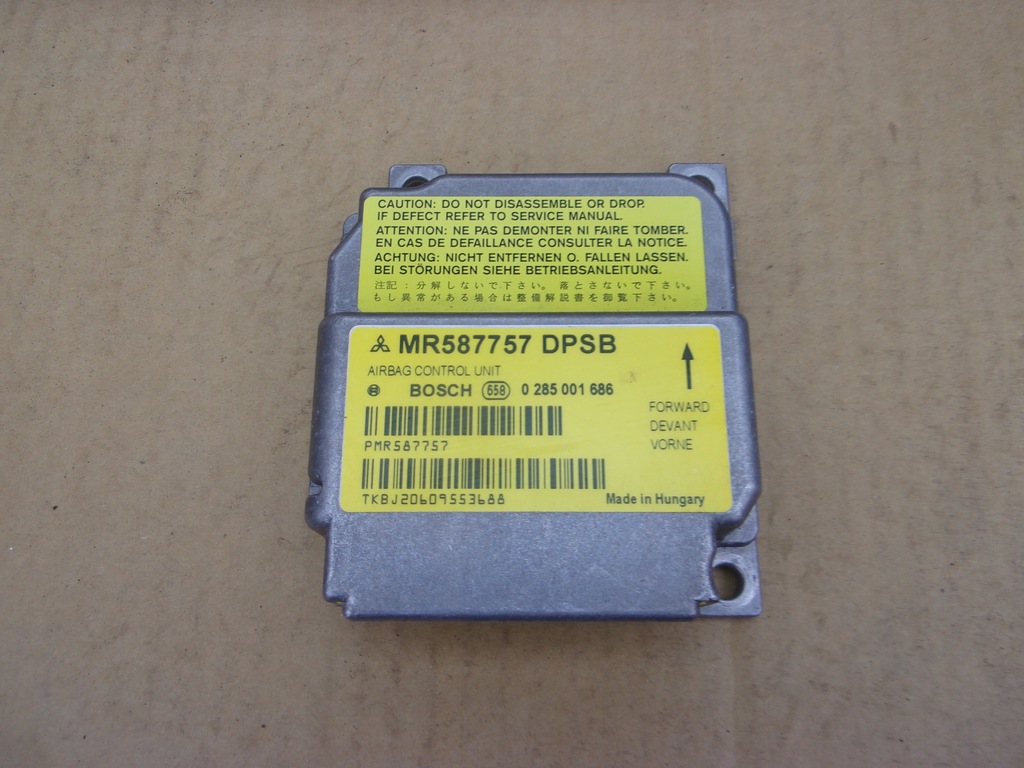 CAUTION: DO NOT DISASSEMBLE OR DROP.
IF DEFECT REFER TO SERVICE MANUAL.
ATTENTION: NE PAS DEMONTER NI FAIRE TOMBER.
EN CAS DE DEFAILLANCE CONSULTER LA NOTICE.
ACHTUNG: NICHT ENTFERNEN O. FALLEN LASSEN.
BEI STÖRUNGEN SIEHE BETRIEBSANLEITUNG.
注記：分解しないで下さい。落とさないで下さい。
もし異常がある場合は整備解説書を御覧下さい。
MR587757 DPSB
AIRBAG CONTROL UNIT
BOSCH 658 0 285 001 686
FORWARD
DEVANT
VORNE
PMR587757
TKBJ20609553688
Made in Hungary